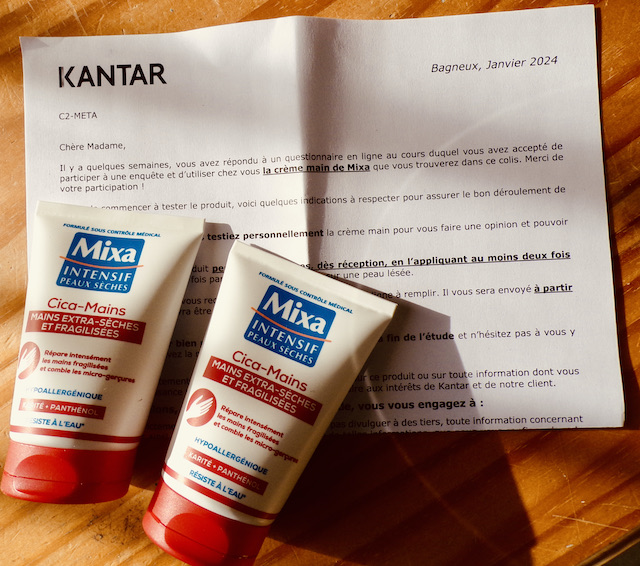 KANTAR
Bagneux, Janvier 2024
C2-META
Chère Madame,
Il y a quelques semaines, vous avez répondu à un questionnaire en ligne au cours duquel vous avez accepté de
participer à une enquête et d'utiliser chez vous la crème main de Mixa que vous trouverez dans ce colis. Merci de
votre participation !
commencer à tester le produit, voici quelques indications à respecter pour assurer le bon déroulement de
testiez personnellement la crème main pour vous faire une opinion et pouvoir
dès réception, en l'appliquant au moins deux fois
fois par
une peau lésée.
à remplir. Il vous sera envoyé à partir
fin de l'étude et n'hésitez pas à vous y
ce produit ou sur toute information dont vous
aux intérêts de Kantar et de notre client.
vous vous engagez à :
divulguer à des tiers, toute information concernant
FORMULE SOUS CONTRÔLE MÉDICAL
Mixa
INTENSIF
PEAUX SÈCHES
Cica-Mains
MAINS EXTRA-SÈCHES
ET FRAGILISÉES
Répare intensément
les mains fragilisées
et comble les micro-gerçures
HYPOALLERGÉNIQUE
KARITÉ + PANTHÉNOL
RÉSISTE À L'EAU*
FORMULE SOUS CONTRÔLE MÉDICAL
Mixa
INTENSIF
PEAUX SÈCHES
Cica-Mains
MAINS EXTRA-SÈCHES
ET FRAGILISÉES
Répare intensément
les mains fragilisées
et comble les micro-gerçures
HYPOALLERGÉNIQUE
KARITÉ + PANTHÉNOL
RÉSISTE À L'EAU*